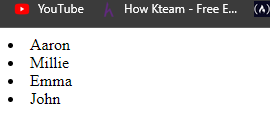 YouTube
How Kteam - Free E...
(A)
Aaron
Millie
Emma
John